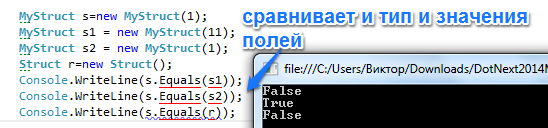 MyStruct s=new MyStruct(1);
MyStruct s1 = new MyStruct(11);
MyStruct s2 = new MyStruct(1);
Struct r=new Struct();
Console.WriteLine(s.Equals(s1));
Console.WriteLine(s.Equals(s2));
Console.WriteLine(s.Equals(r));
сравнивает и тип и значения
полей
file:///C:/Users/Виктор/Downloads/DotNext2014M
False
True
False